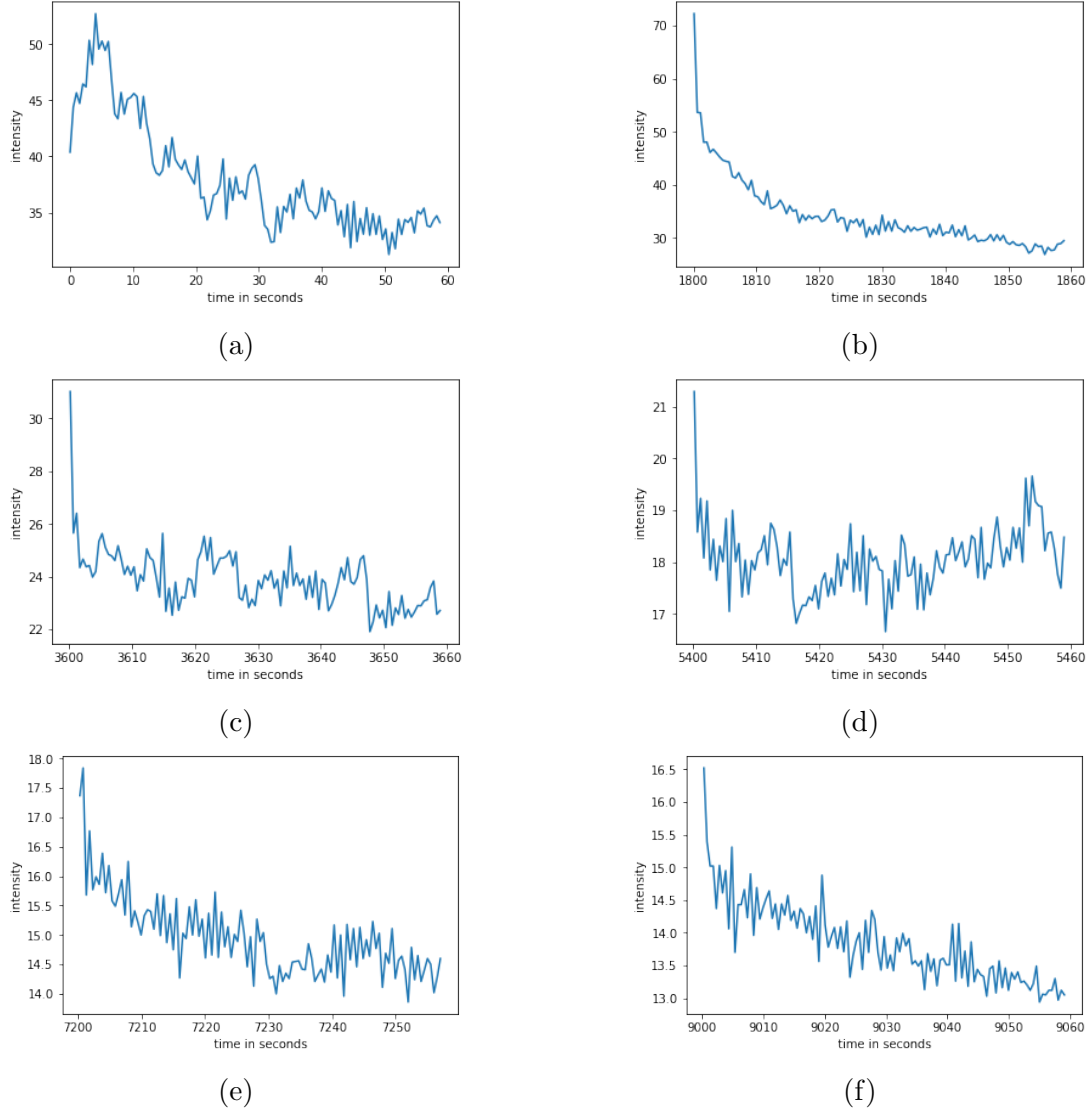 50
45
40
35
intensity
0 10 20 30 40 50 60
time in seconds
(a)
70
60
50
40
30
intensity
1800 1810 1820 1830 1840 1850 1860
time in seconds
(b)
30
28
26
24
22
intensity
3600 3610 3620 3630 3640 3650 3660
time in seconds
(c)
21
20
19
18
17
intensity
5400 5410 5420 5430 5440 5450 5460
time in seconds
(d)
18.0
17.5
17.0
16.5
16.0
15.5
15.0
14.5
14.0
intensity
7200 7210 7220 7230 7240 7250
time in seconds
(e)
16.5
16.0
15.5
15.0
14.5
14.0
13.5
13.0
intensity
9000 9010 9020 9030 9040 9050 9060
time in seconds
(f)